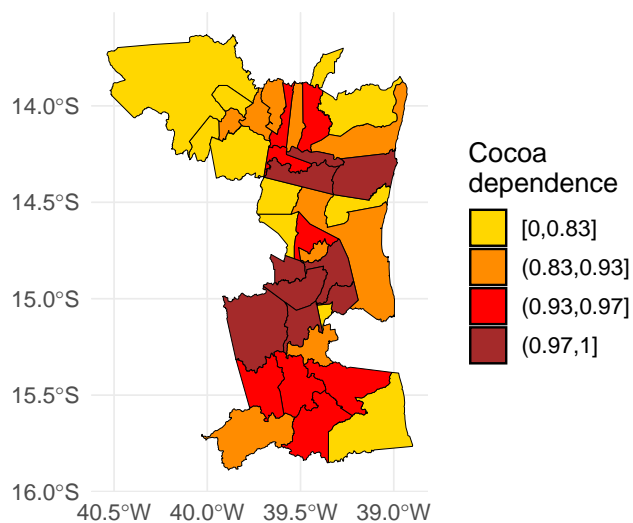 14.0°S
14.5°S
15.0°S
15.5°S
16.0°S
40.5°W 40.0°W 39.5°W 39.0°W
Cocoa
dependence
[0,0.83]
(0.83,0.93]
(0.93,0.97]
(0.97,1]